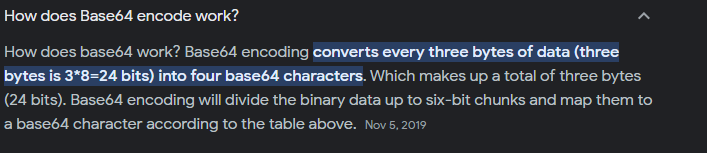 How does Base64 encode work?
How does base64 work? Base64 encoding converts every three bytes of data (three
bytes is 3*8=24 bits) into four base64 characters. Which makes up a total of three bytes
(24 bits). Base64 encoding will divide the binary data up to six-bit chunks and map them to
a base64 character according to the table above. Nov 5, 2019